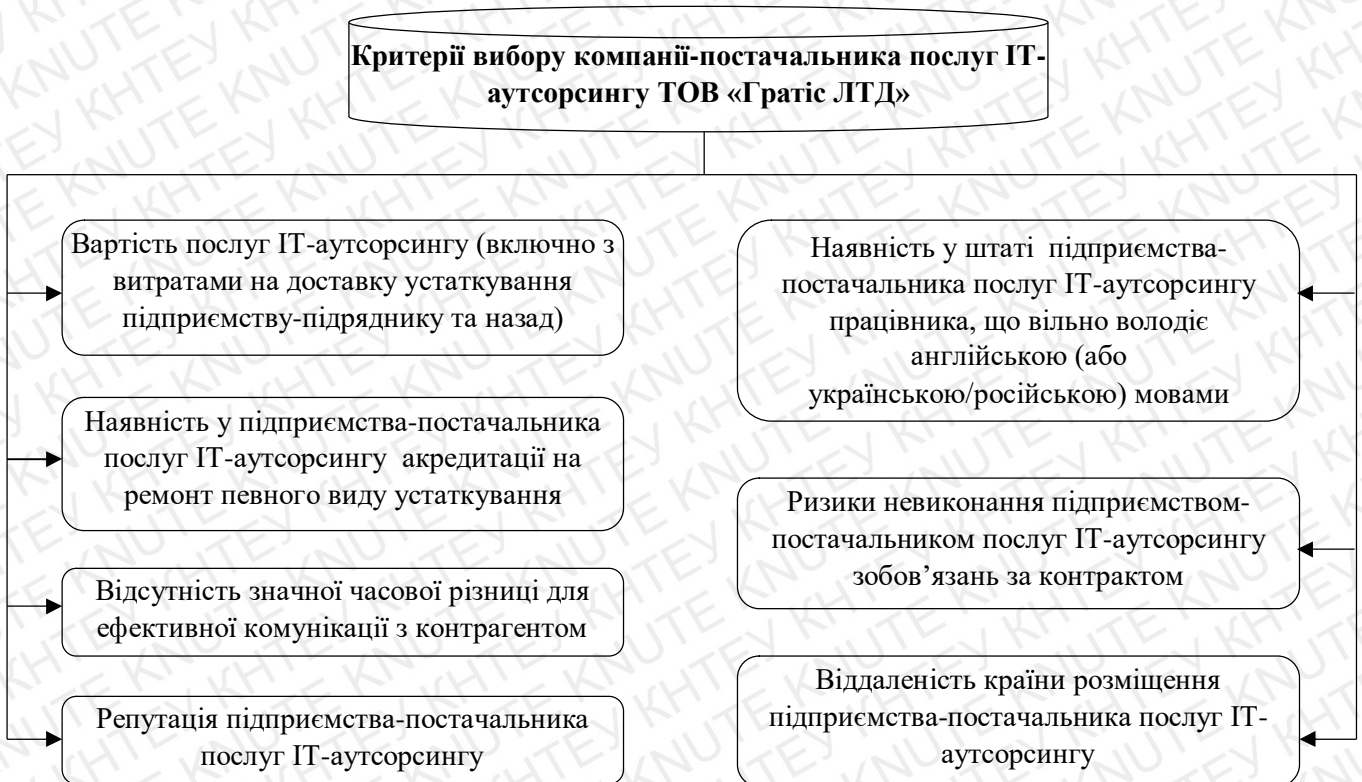 Критерії вибору компанії-постачальника послуг ІТ-
аутсорсингу ТОВ «Гратіс ЛТД»
Вартість послуг ІТ-аутсорсингу (включно з
витратами на доставку устаткування
підприємству-підряднику та назад)
Наявність у підприємства-постачальника
послуг ІТ-аутсорсингу акредитації на
ремонт певного виду устаткування
Відсутність значної часової різниці для
ефективної комунікації з контрагентом
Репутація підприємства-постачальника
послуг ІТ-аутсорсингу
Наявність у штаті підприємства-
постачальника послуг ІТ-аутсорсингу
працівника, що вільно володіє
англійською (або
українською/російською) мовами
Ризики невиконання підприємством-
постачальником послуг ІТ-аутсорсингу
зобов’язань за контрактом
Віддаленість країни розміщення
підприємства-постачальника послуг ІТ-
аутсорсингу